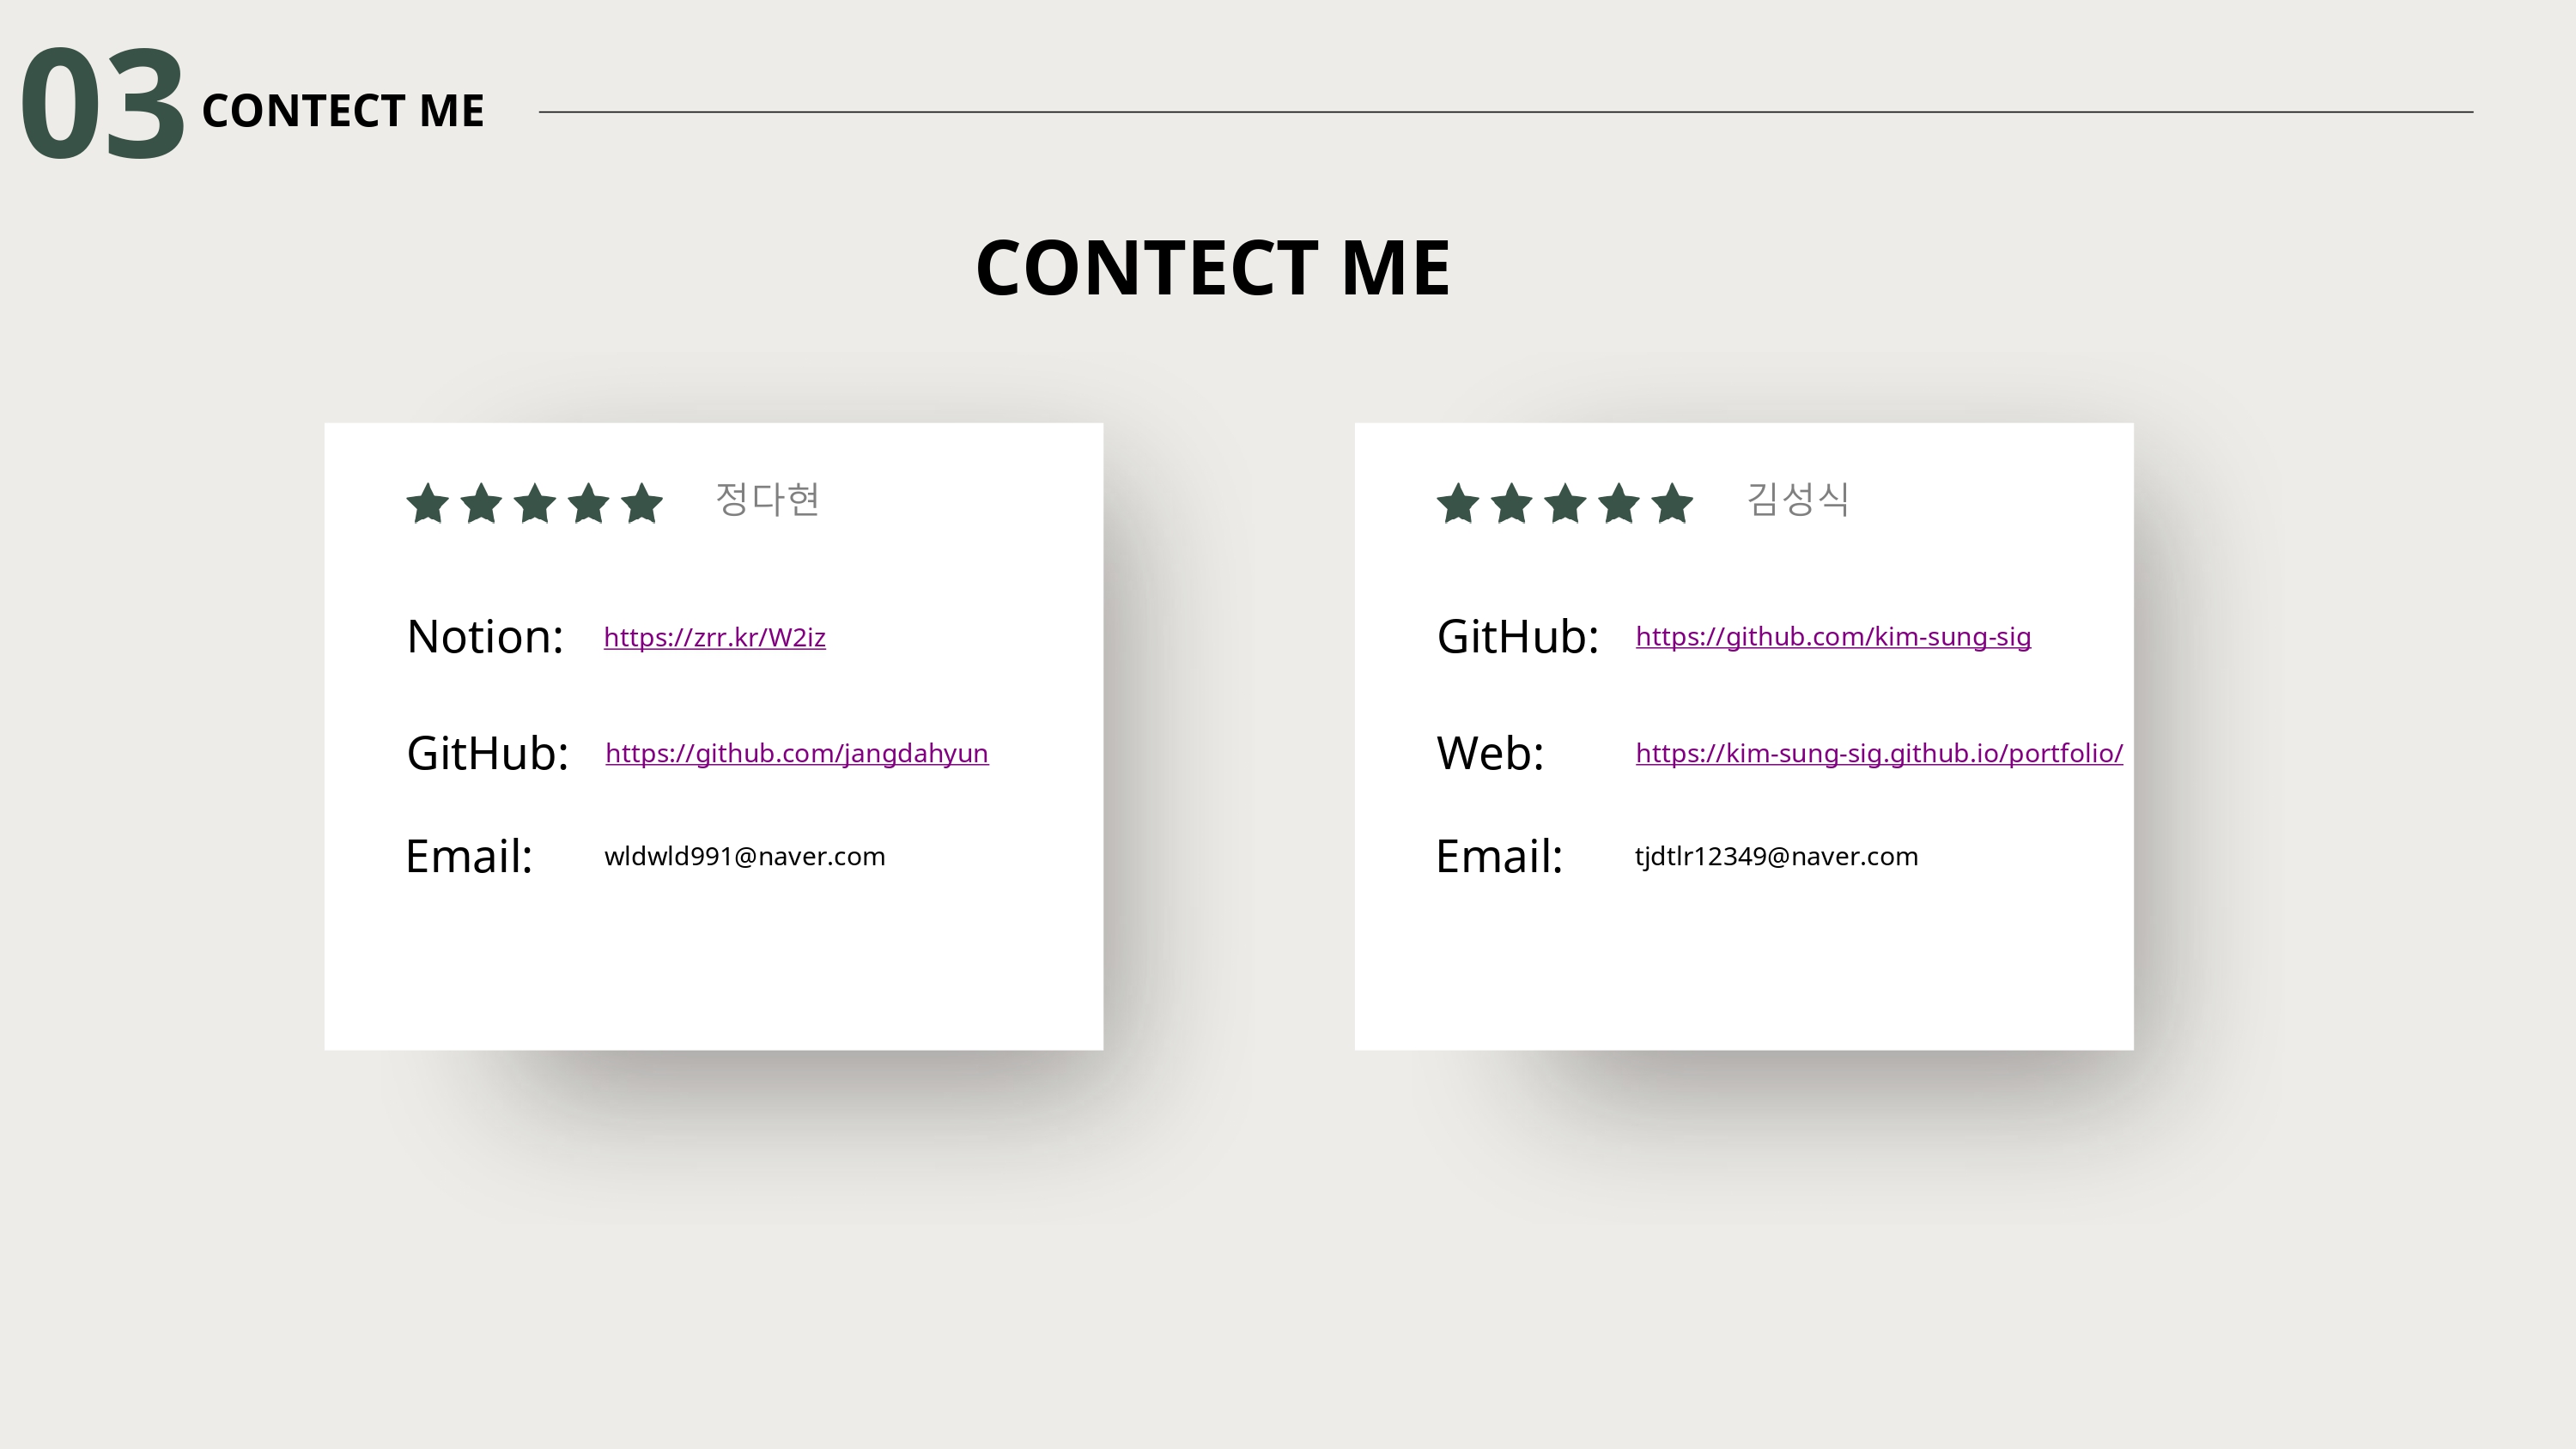 03 CONTECT ME
CONTECT ME
정다현
Notion: https://zrr.kr/W2iz
GitHub: https://github.com/jangdahyun
Email: wldwld991@naver.com
김성식
GitHub: https://github.com/kim-sung-sig
Web: https://kim-sung-sig.github.io/portfolio/
Email: tjdtlr12349@naver.com